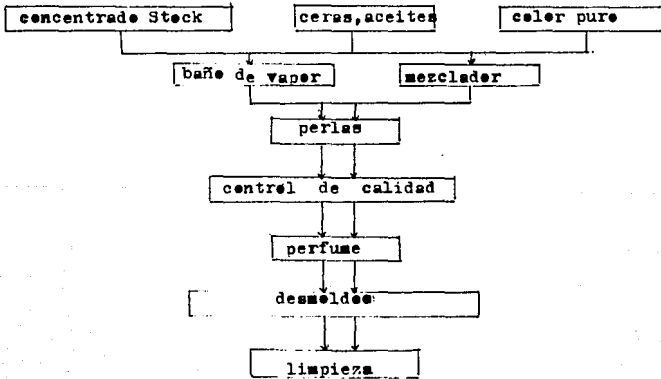 concentrado Stock
ceras,aceites
color puro
baño de vapor
mezclador
perlas
control de calidad
perfume
desmoldeo
limpieza